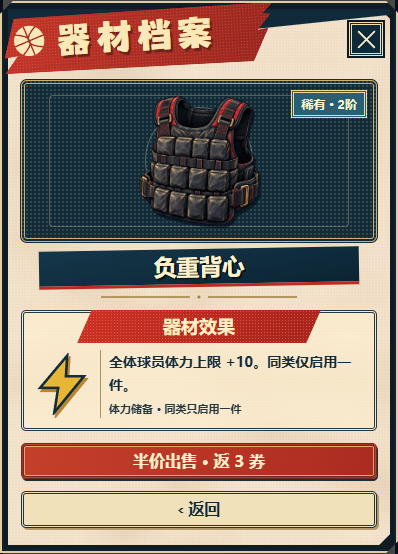 器材档案
稀有·2阶
负重背心
器材效果
全体球员体力上限 +10。同类仅启用一
件。
体力储备·同类只启用一件
半价出售·返 3 券
‹ 返回